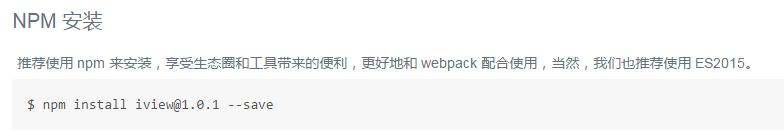 NPM 安装
推荐使用 npm 来安装，享受生态圈和工具带来的便利，更好地和 webpack 配合使用，当然，我们也推荐使用 ES2015。
$ npm install iview@1.0.1 --save